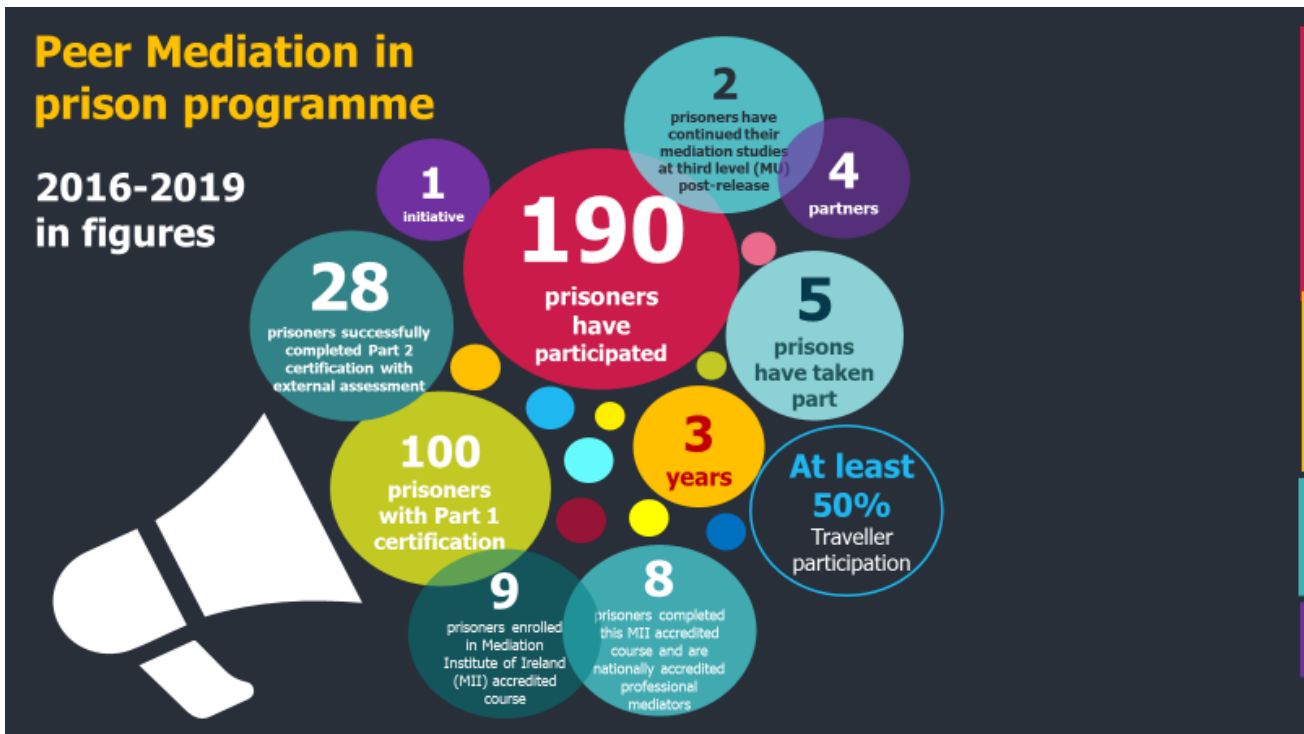 Peer Mediation in
prison programme
2016-2019
in figures
2
prisoners have
continued their
mediation studies
at third level (MU)
post-release
4
partners
1
initiative
190
prisoners
have
participated
28
prisoners successfully
completed Part 2
certification with
external assessment
5
prisons
have taken
part
3
years
100
prisoners
with Part 1
certification
At least
50%
Traveller
participation
9
prisoners enrolled
in Mediation
Institute of Ireland
(MII) accredited
course
8
prisoners completed
this MII accredited
course and are
nationally accredited
professional
mediators